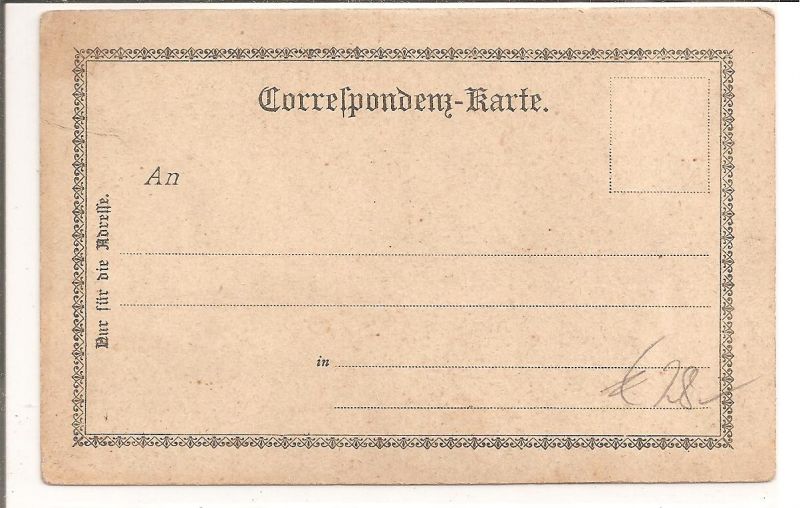 Correſpondenz-Karte.
An
Nur für die Adreſſe.
in
€ 28